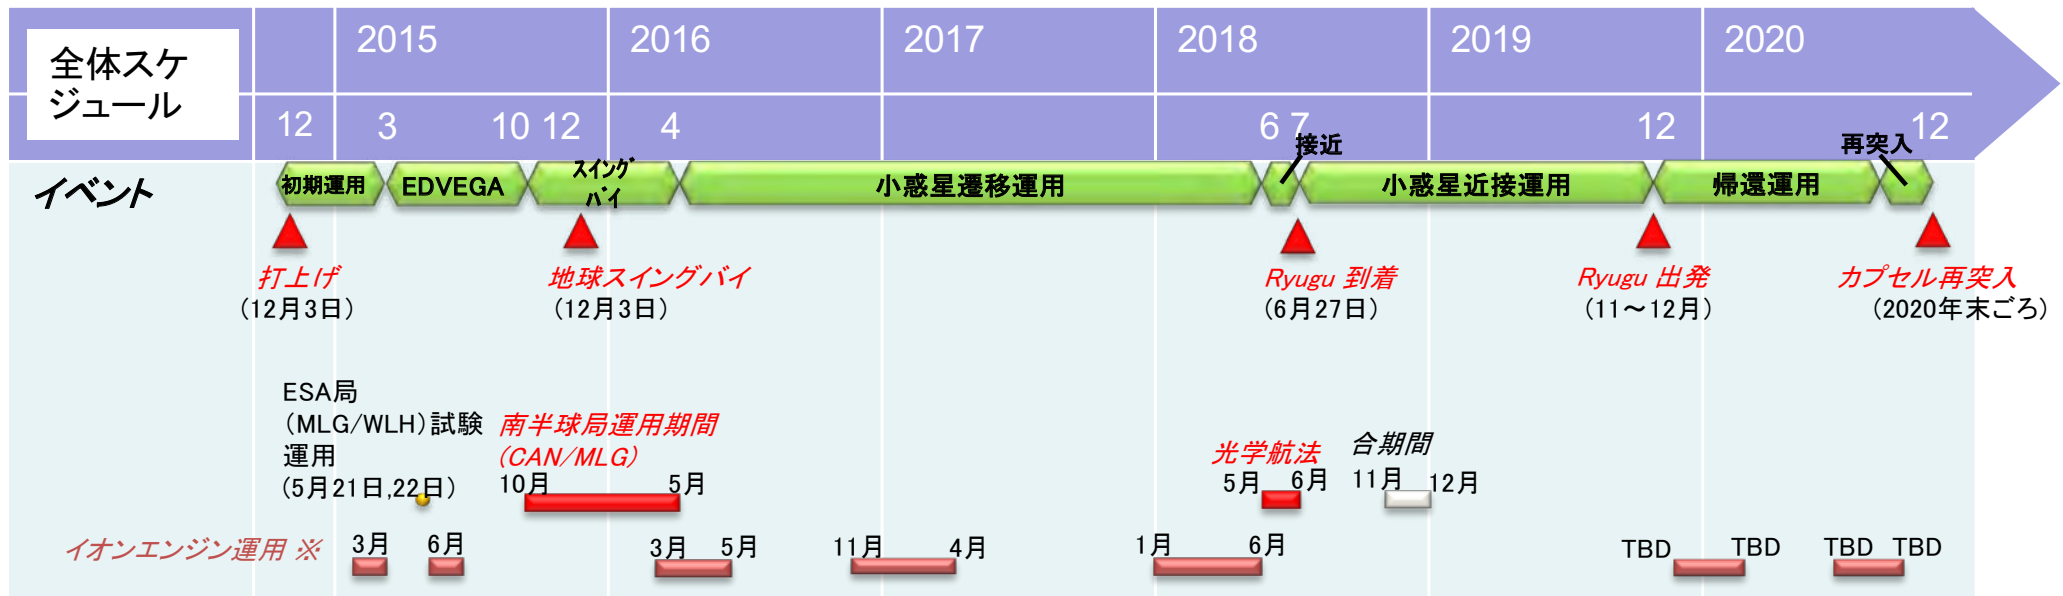 全体スケ
ジュール
2015 2016 2017 2018 2019 2020
12 3 10 12 4 6 7 12 12
接近 再突入
イベント
初期運用 EDVEGA スイング
バイ 小惑星遷移運用 小惑星近接運用 帰還運用
打上げ 地球スイングバイ Ryugu 到着 Ryugu 出発 カプセル再突入
(12月3日) (12月3日) (6月27日) (11～12月) (2020年末ごろ)
ESA局
(MLG/WLH)試験
運用
(5月21日,22日)
南半球局運用期間
(CAN/MLG)
10月 5月
光学航法
5月 6月
合期間
11月 12月
イオンエンジン運用 ※ 3月 6月 3月 5月 11月 4月 1月 6月 TBD TBD TBD TBD